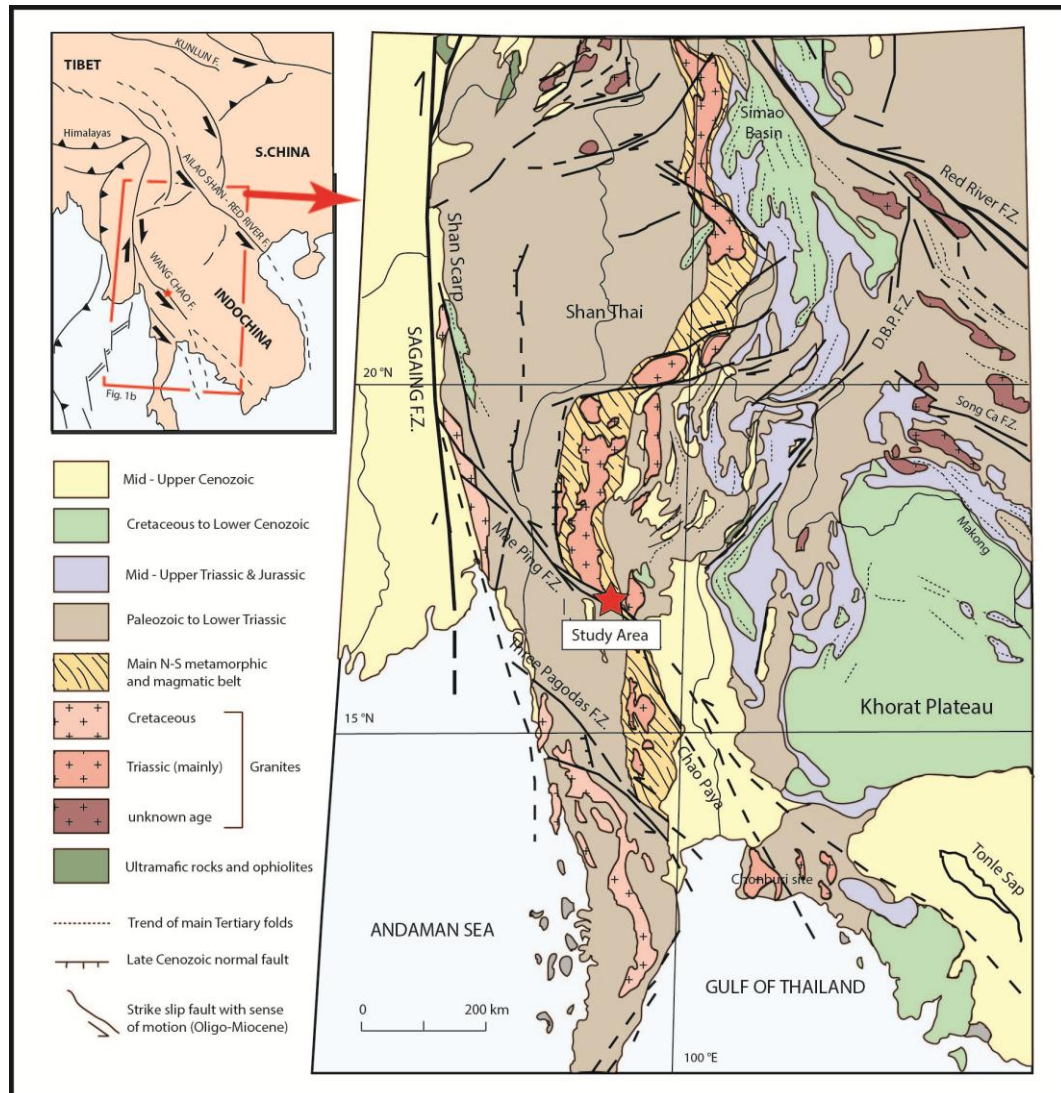 KUNLUN F.
TIBET
Himalayas
S.CHINA
AILAO SHAN - RED RIVER F.
WANG CHAO F.
INDOCHINA
Fig. 1b
Mid - Upper Cenozoic
Cretaceous to Lower Cenozoic
Mid - Upper Triassic & Jurassic
Paleozoic to Lower Triassic
Main N-S metamorphic
and magmatic belt
Cretaceous
Triassic (mainly)
Granites
unknown age
Ultramafic rocks and ophiolites
Trend of main Tertiary folds
Late Cenozoic normal fault
Strike slip fault with sense
of motion (Oligo-Miocene)
Simao
Basin
Red River F.Z.
Shan Scarp
SAGAING F.Z.
Shan Thai
D.B.P. F.Z.
20 °N
Song Ca F.Z.
Makong
Mae Ping F.Z.
Study Area
Three Pagodas F.Z.
Khorat Plateau
15 °N
Chao Paya
Tonle Sap
Chonburi site
ANDAMAN SEA
GULF OF THAILAND
0 200 km
100 °E